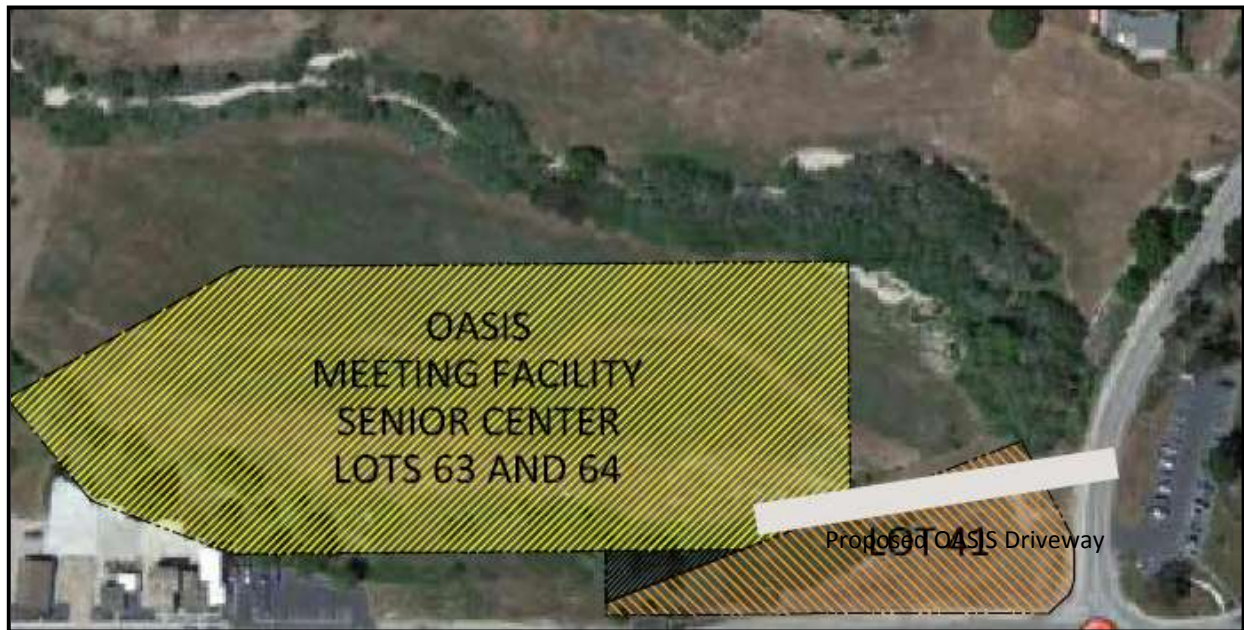 OASIS
MEETING FACILITY
SENIOR CENTER
LOTS 63 AND 64
LOT 41
Proposed OASIS Driveway